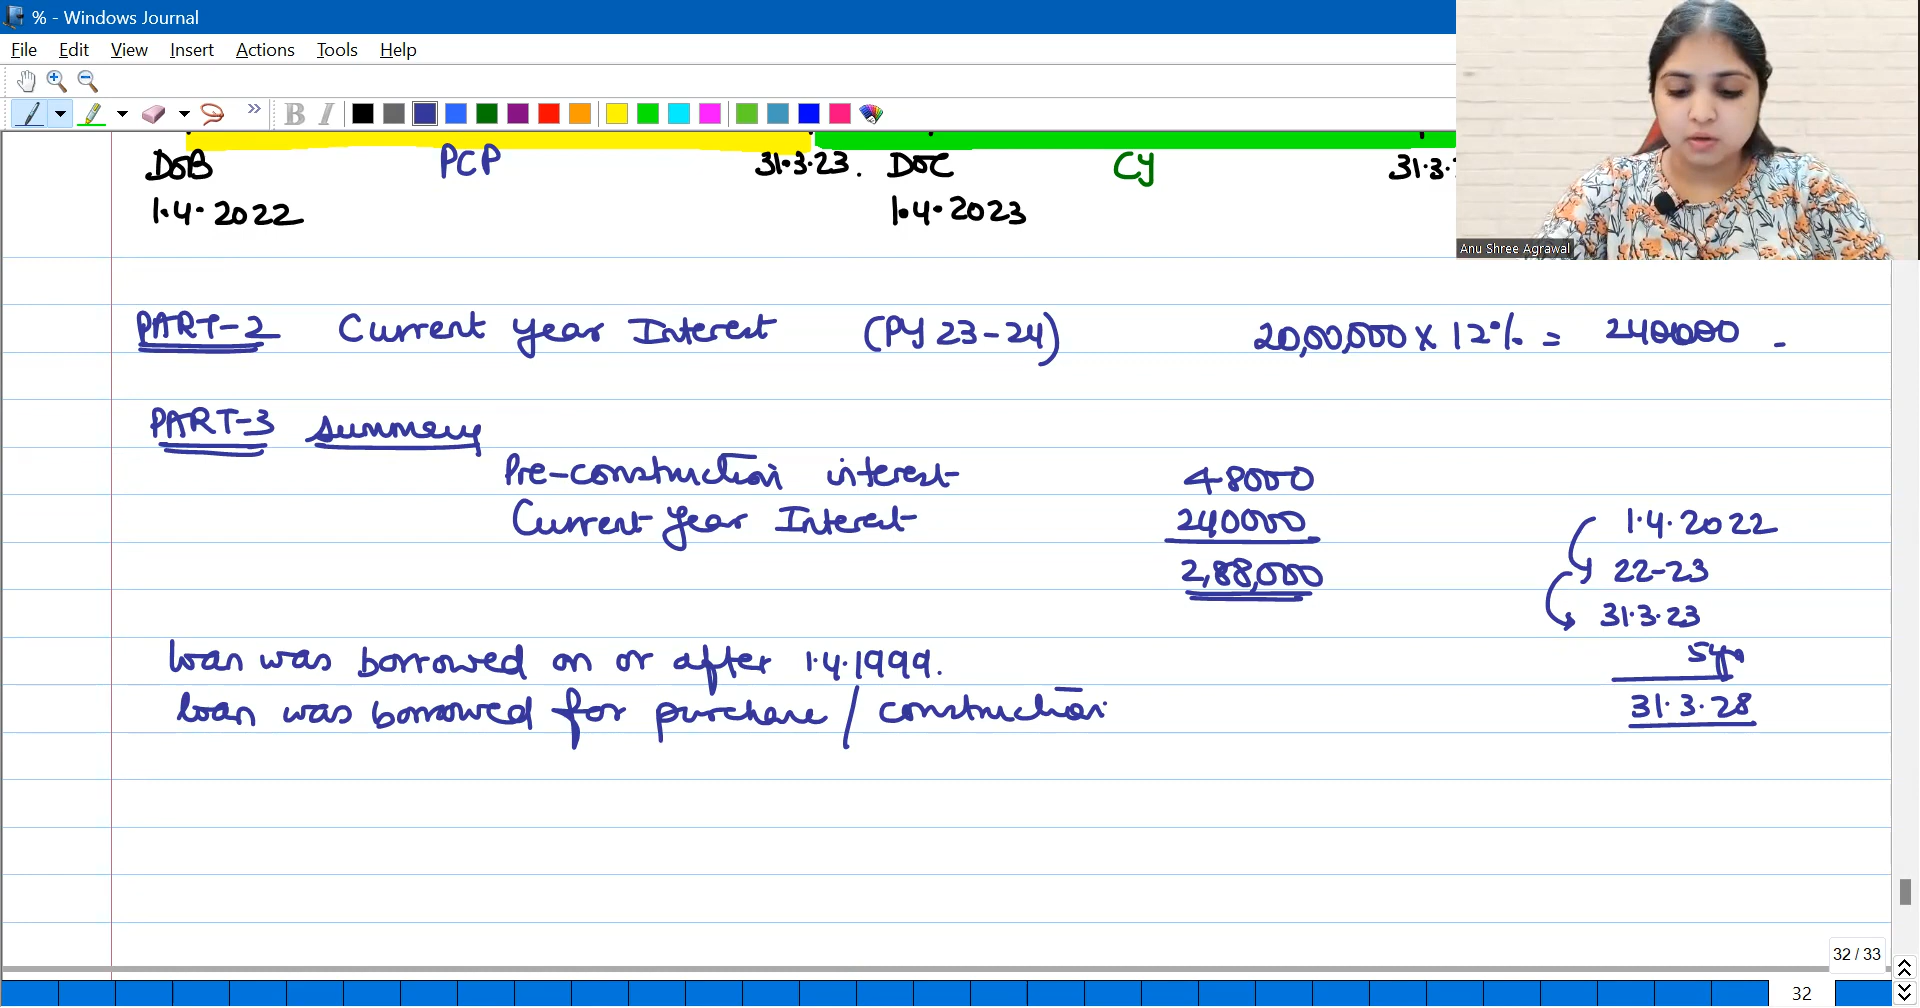 % - Windows Journal
File Edit View Insert Actions Tools Help
B I
DOB PCP 31.3.23. DOC CY 31.3.
1.4.2022 1.4.2023
Anu Shree Agrawal
PART-2 Current year Interest (PY 23-24) 20,00,000 x 12% = 240000
PART-3 Summary
Pre-construction interest 48000
Current year Interest 240000
1.4.2022
2,88,000
22-23
31.3.23
loan was borrowed on or after 1.4.1999.
5yrs
loan was borrowed for purchase / construction
31.3.28
32 / 33
32